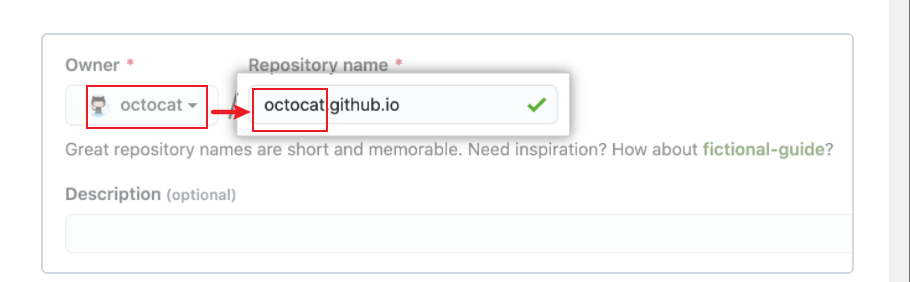 Owner * Repository name *
octocat / octocat.github.io
Great repository names are short and memorable. Need inspiration? How about fictional-guide?
Description (optional)